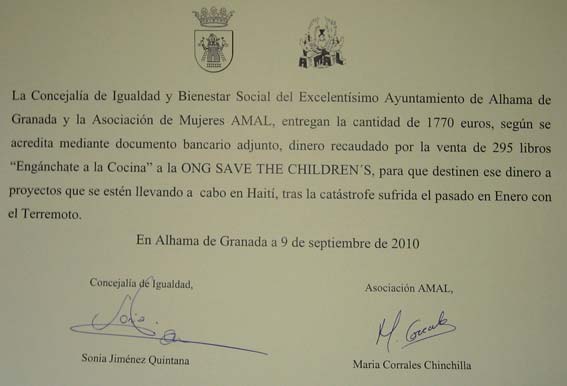 AMAL
La Concejalía de Igualdad y Bienestar Social del Excelentísimo Ayuntamiento de Alhama de
Granada y la Asociación de Mujeres AMAL, entregan la cantidad de 1770 euros, según se
acredita mediante documento bancario adjunto, dinero recaudado por la venta de 295 libros
“Engánchate a la Cocina” a la ONG SAVE THE CHILDREN´S, para que destinen ese dinero a
proyectos que se estén llevando a cabo en Haití, tras la catástrofe sufrida el pasado en Enero con
el Terremoto.
En Alhama de Granada a 9 de septiembre de 2010
Concejalía de Igualdad,
Asociación AMAL,
Sonia
M. Corrales
Sonia Jiménez Quintana
Maria Corrales Chinchilla